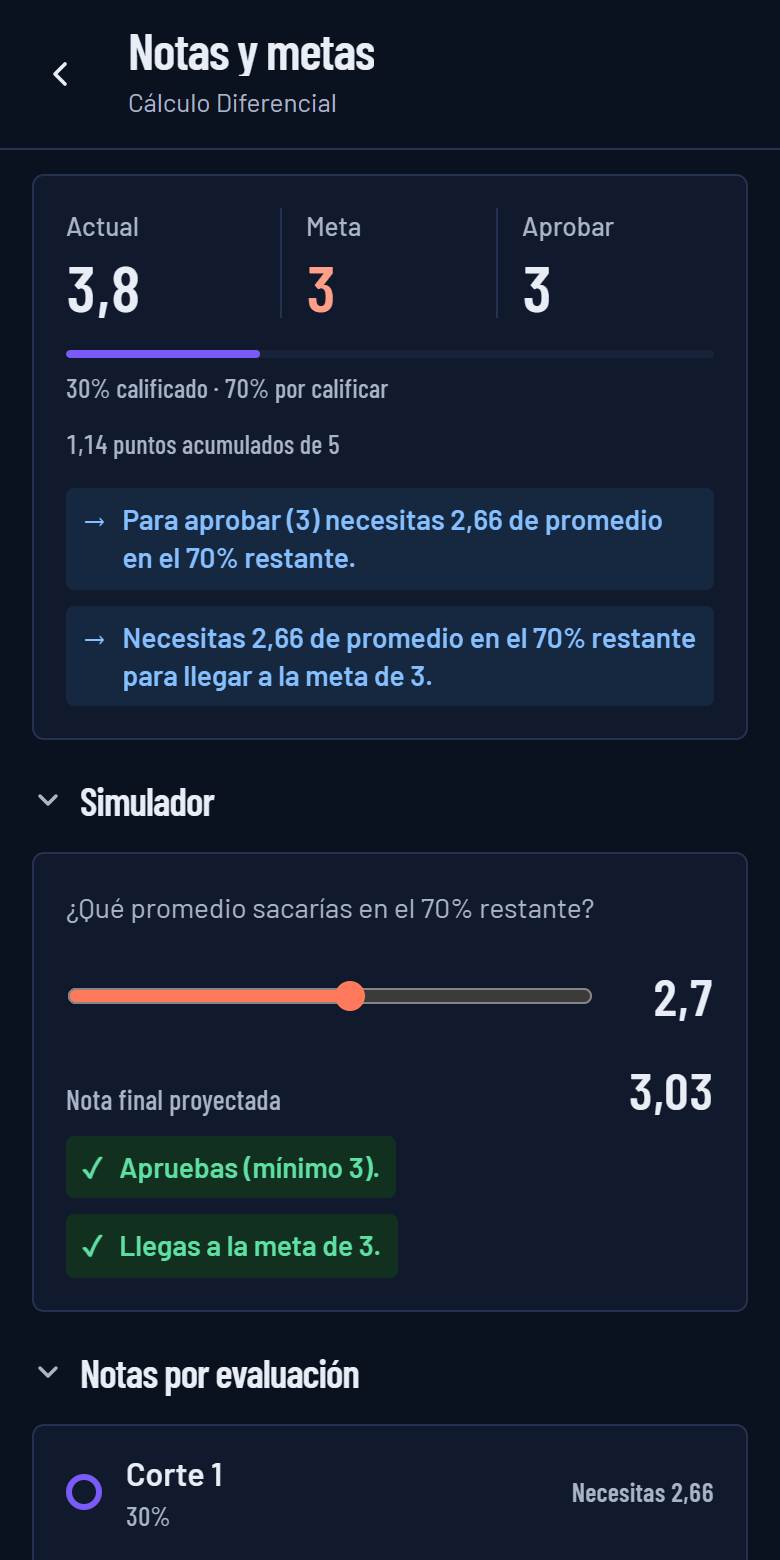 Notas y metas
Cálculo Diferencial
Actual
Meta
Aprobar
3,8
3
3
30% calificado · 70% por calificar
1,14 puntos acumulados de 5
→ Para aprobar (3) necesitas 2,66 de promedio
en el 70% restante.
→ Necesitas 2,66 de promedio en el 70% restante
para llegar a la meta de 3.
Simulador
¿Qué promedio sacarías en el 70% restante?
2,7
Nota final proyectada
3,03
✓ Apruebas (mínimo 3).
✓ Llegas a la meta de 3.
Notas por evaluación
Corte 1
Necesitas 2,66
30%